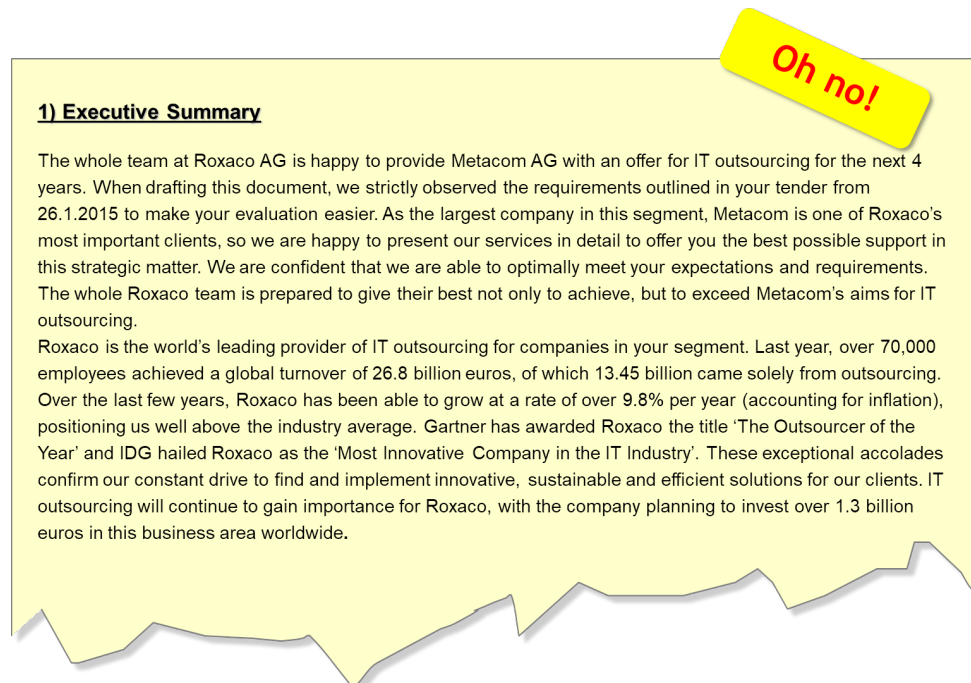 Oh no!
1) Executive Summary
The whole team at Roxaco AG is happy to provide Metacom AG with an offer for IT outsourcing for the next 4
years. When drafting this document, we strictly observed the requirements outlined in your tender from
26.1.2015 to make your evaluation easier. As the largest company in this segment, Metacom is one of Roxaco's
most important clients, so we are happy to present our services in detail to offer you the best possible support in
this strategic matter. We are confident that we are able to optimally meet your expectations and requirements.
The whole Roxaco team is prepared to give their best not only to achieve, but to exceed Metacom's aims for IT
outsourcing.
Roxaco is the world's leading provider of IT outsourcing for companies in your segment. Last year, over 70,000
employees achieved a global turnover of 26.8 billion euros, of which 13.45 billion came solely from outsourcing.
Over the last few years, Roxaco has been able to grow at a rate of over 9.8% per year (accounting for inflation),
positioning us well above the industry average. Gartner has awarded Roxaco the title ‘The Outsourcer of the
Year’ and IDG hailed Roxaco as the ‘Most Innovative Company in the IT Industry’. These exceptional accolades
confirm our constant drive to find and implement innovative, sustainable and efficient solutions for our clients. IT
outsourcing will continue to gain importance for Roxaco, with the company planning to invest over 1.3 billion
euros in this business area worldwide.